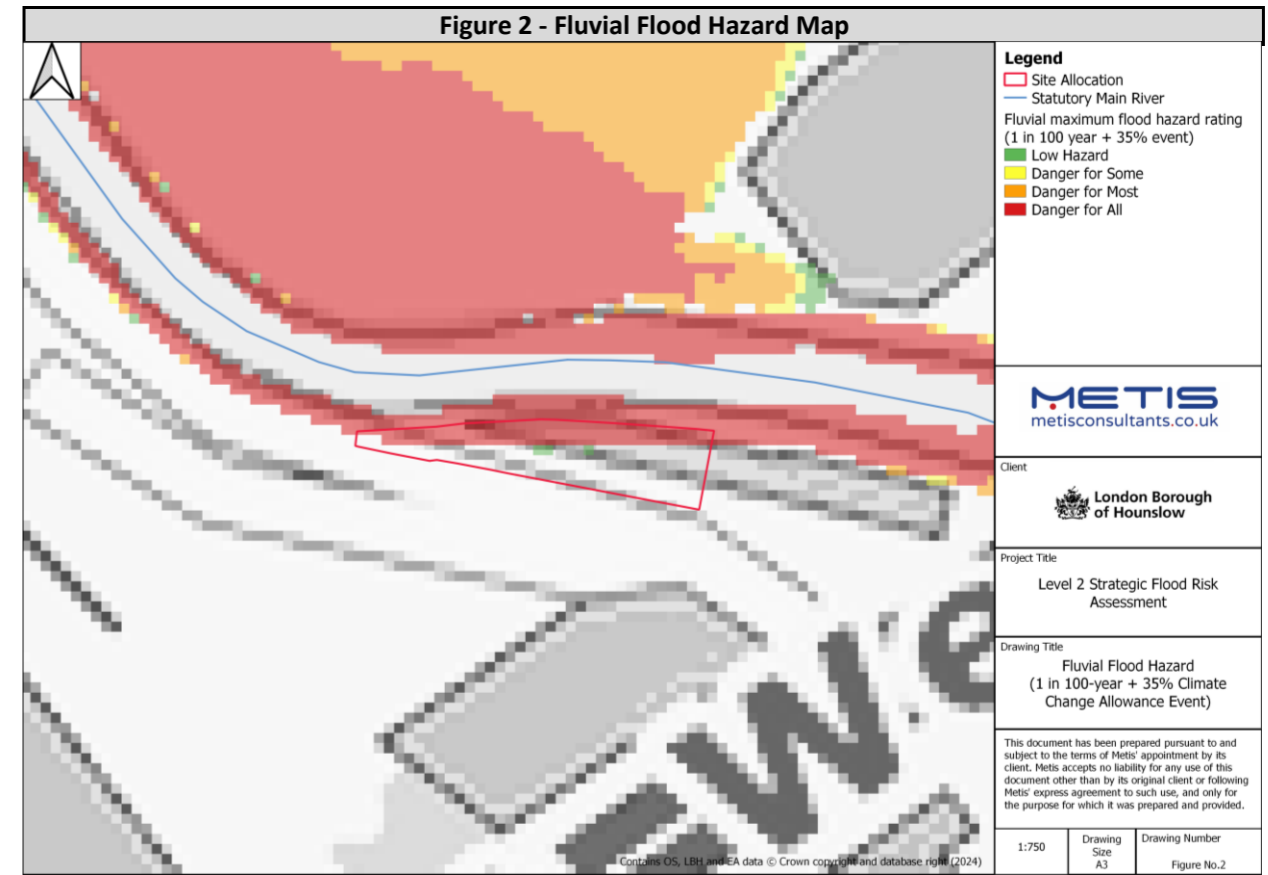 Figure 2 - Fluvial Flood Hazard Map
Legend
Site Allocation
Statutory Main River
Fluvial maximum flood hazard rating
(1 in 100 year + 35% event)
Low Hazard
Danger for Some
Danger for Most
Danger for All
METIS
metisconsultants.co.uk
Client
London Borough
of Hounslow
Project Title
Level 2 Strategic Flood Risk
Assessment
Drawing Title
Fluvial Flood Hazard
(1 in 100-year + 35% Climate
Change Allowance Event)
This document has been prepared pursuant to and
subject to the terms of Metis' appointment by its
client. Metis accepts no liability for any use of this
document other than by its original client or following
Metis' express agreement to such use, and only for
the purpose for which it was prepared and provided.
1:750
Drawing
Size
A3
Drawing Number
Figure No.2
Contains OS, LBH and EA data © Crown copyright and database right (2024)